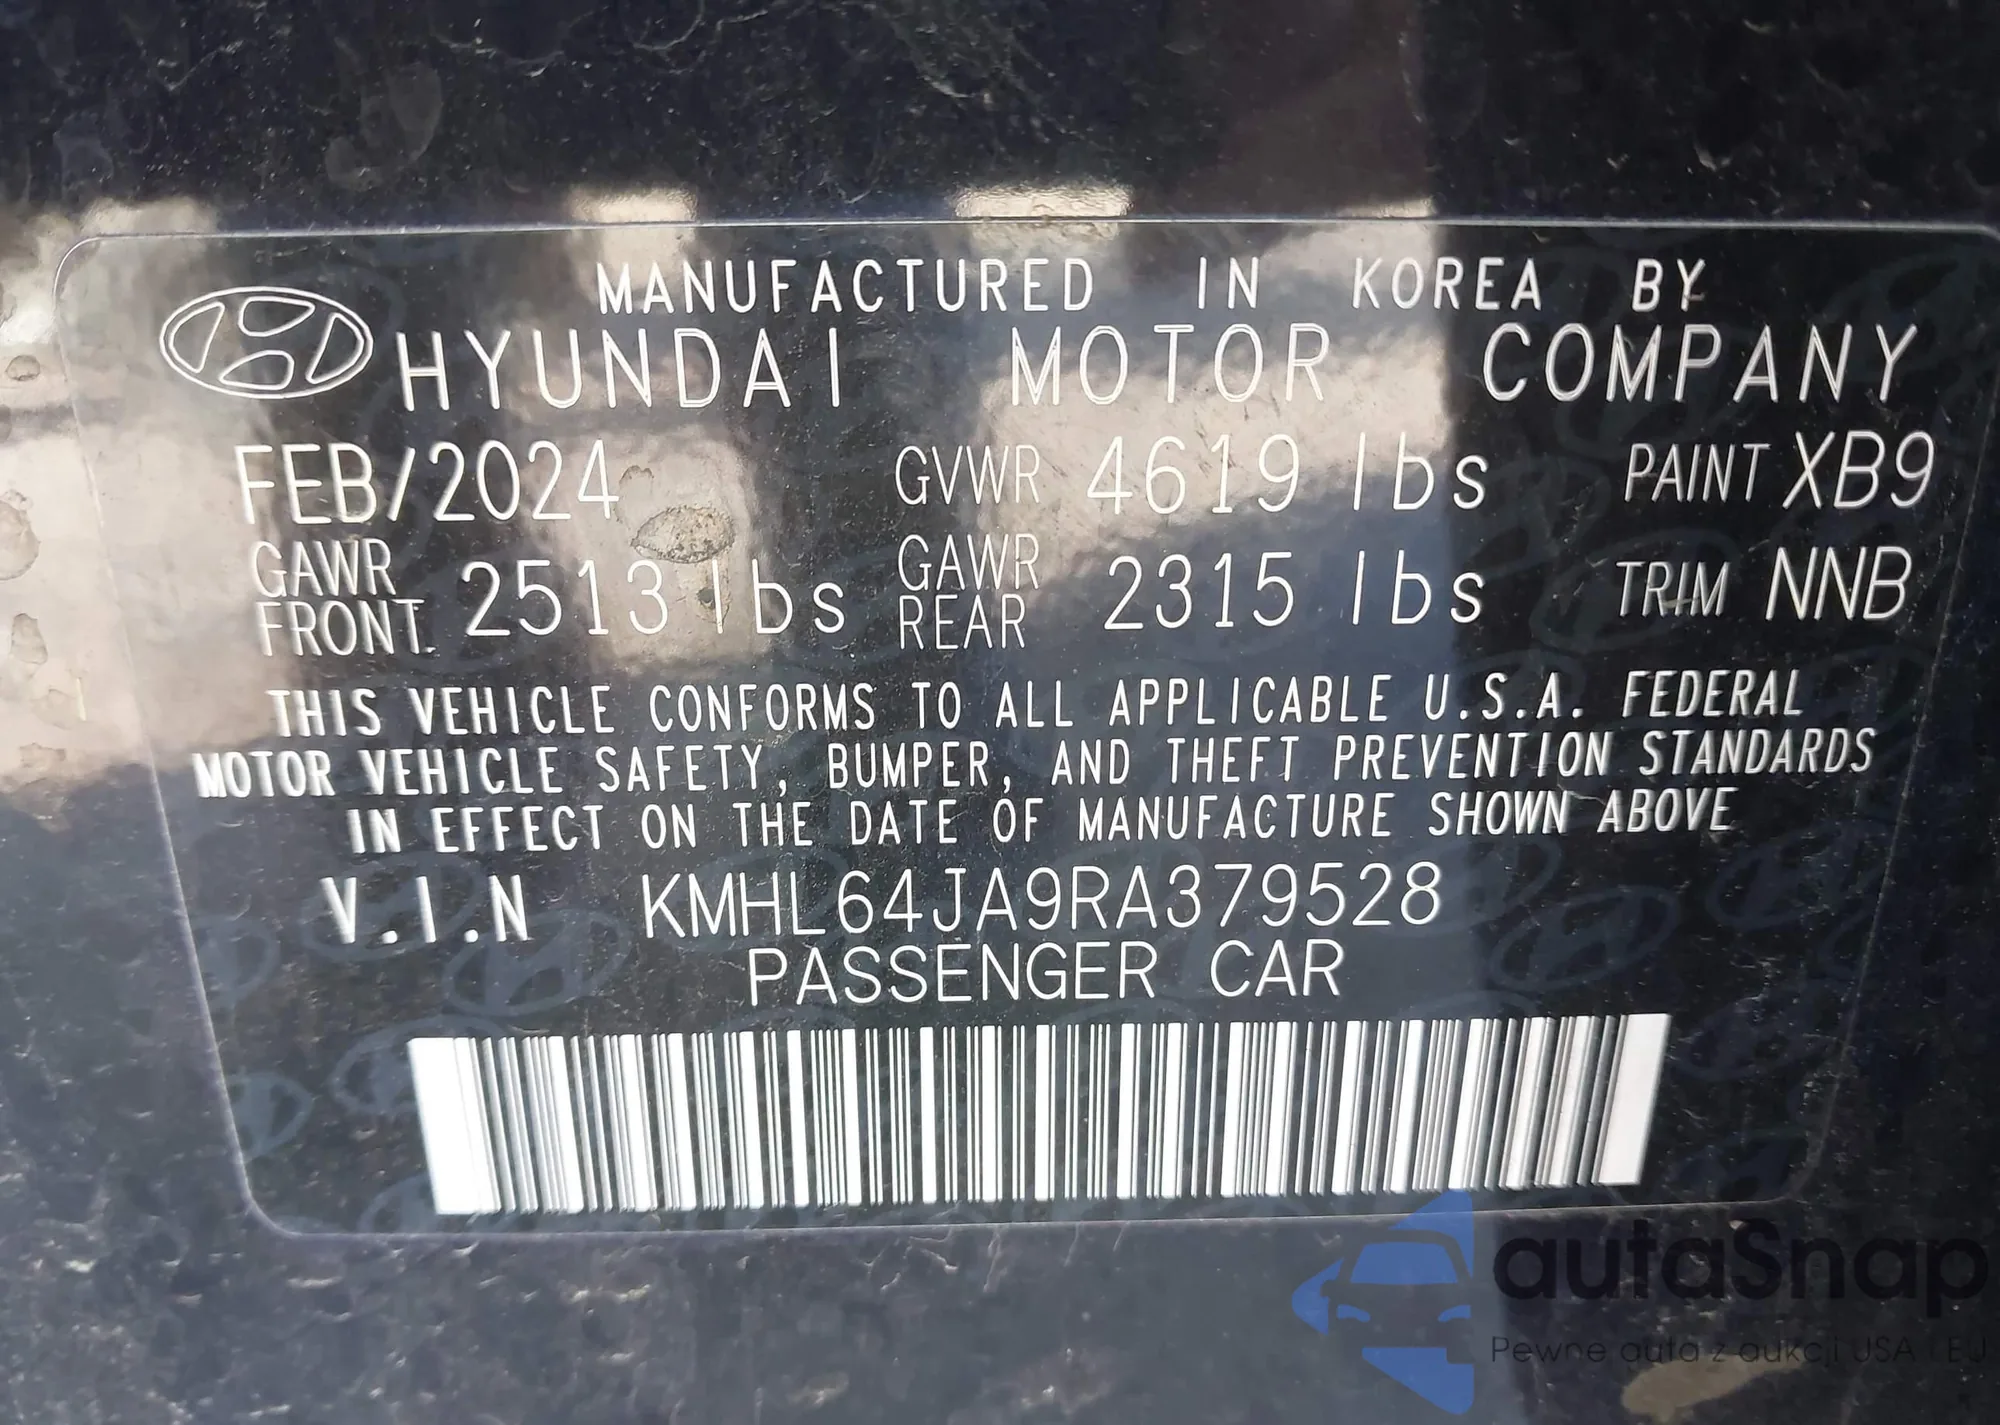 MANUFACTURED IN KOREA BY
HYUNDAI MOTOR COMPANY
FEB/2024 GVWR 4619 lbs PAINT XB9
GAWR FRONT 2513 lbs GAWR REAR 2315 lbs TRIM NNB
THIS VEHICLE CONFORMS TO ALL APPLICABLE U.S.A. FEDERAL
MOTOR VEHICLE SAFETY, BUMPER, AND THEFT PREVENTION STANDARDS
IN EFFECT ON THE DATE OF MANUFACTURE SHOWN ABOVE
V.I.N KMHL64JA9RA379528
PASSENGER CAR
autaSnap
Pewne auta z aukcji USA i EU